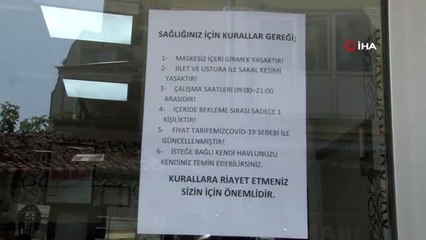 İHA
SAĞLIĞINIZ İÇİN KURALLAR GEREĞİ;
1- MASKESİZ İÇERİ GİRMEK YASAKTIR!
2- JİLET VE USTURA İLE SAKAL KESİMİ
YASAKTIR!
3- ÇALIŞMA SAATLERİ 09:00–21:00
ARASIDIR!
4- İÇERİDE BEKLEME SIRASI SADECE 1
KİŞİLİKTİR!
5- FİYAT TARİFEMİZCOVİD-19 SEBEBİ İLE
GÜNCELLENMİŞTİR!
6- İSTEĞE BAĞLI KENDİ HAVLUNUZU
KENDİNİZ TEMİN EDEBİLİRSİNİZ.
KURALLARA RİAYET ETMENİZ
SİZİN İÇİN ÖNEMLİDİR.